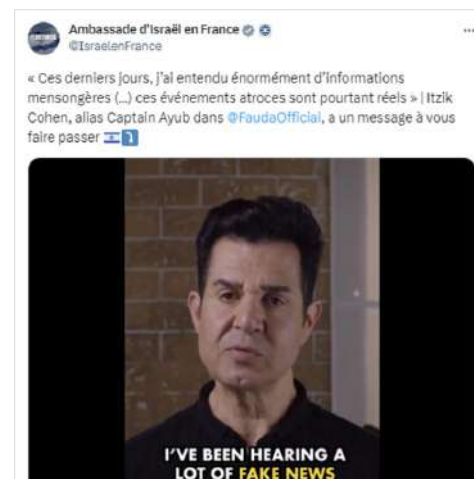 Ambassade d'Israël en France
@IsraelenFrance
« Ces derniers jours, j'ai entendu énormément d'informations
mensongères (...) ces événements atroces sont pourtant réels » | Itzik
Cohen, alias Captain Ayub dans @FaudaOfficial, a un message à vous
faire passer
I'VE BEEN HEARING A
LOT OF FAKE NEWS